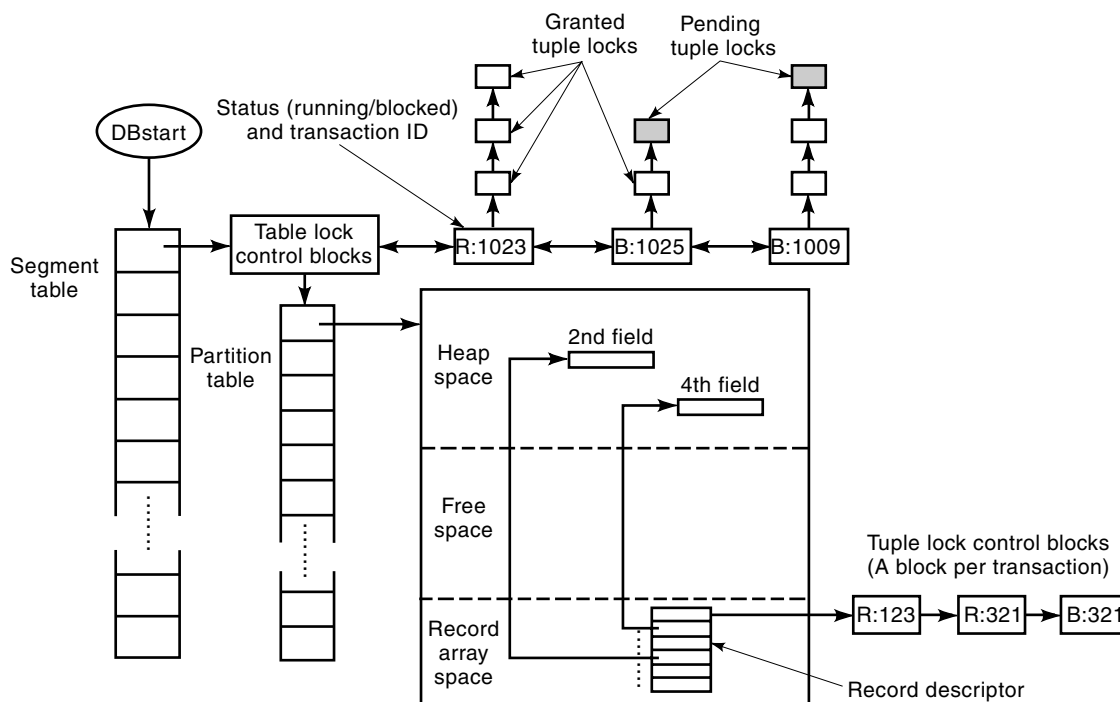 Granted
tuple locks
Pending
tuple locks
Status (running/blocked)
and transaction ID
DBstart
Table lock
control blocks
R:1023
B:1025
B:1009
Segment
table
Partition
table
Heap
space
2nd field
4th field
Free
space
Tuple lock control blocks
(A block per transaction)
R:123
R:321
B:321
Record
array
space
Record descriptor